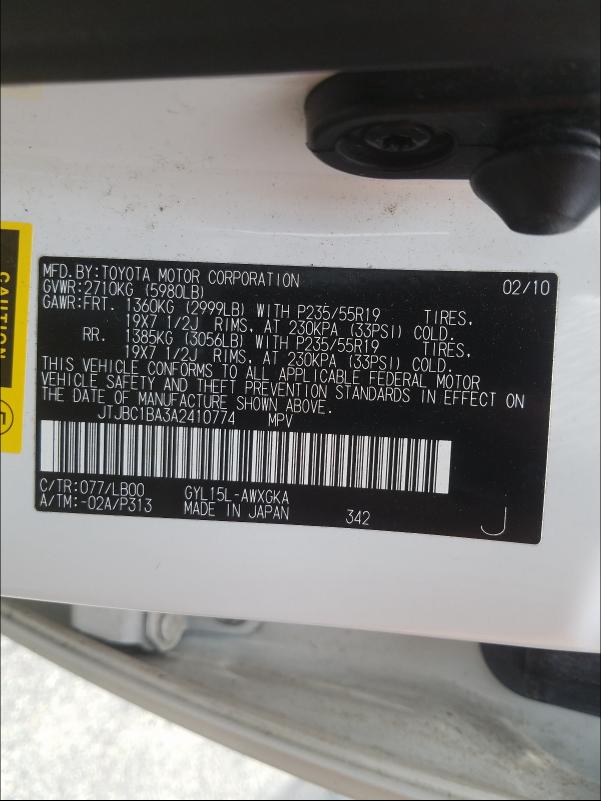 MFD.BY:TOYOTA MOTOR CORPORATION 02/10
GVWR:2710KG (5980LB)
GAWR:FRT. 1360KG (2999LB) WITH P235/55R19 TIRES,
19X7 1/2J RIMS, AT 230KPA (33PSI) COLD.
RR. 1385KG (3056LB) WITH P235/55R19 TIRES,
19X7 1/2J RIMS, AT 230KPA (33PSI) COLD.
THIS VEHICLE CONFORMS TO ALL APPLICABLE FEDERAL MOTOR
VEHICLE SAFETY AND THEFT PREVENTION STANDARDS IN EFFECT ON
THE DATE OF MANUFACTURE SHOWN ABOVE.
JTJBC1BA3A2410774 MPV
C/TR:077/LB00 GYL15L-AWXGKA
A/TM:-02A/P313 MADE IN JAPAN 342 J
CAUTION